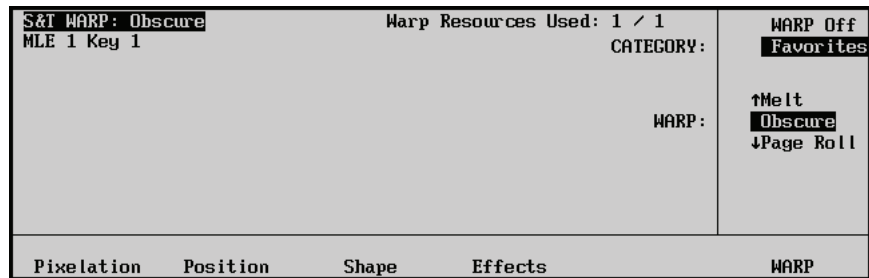 S&T WARP: Obscure Warp Resources Used: 1 / 1 WARP Off
MLE 1 Key 1 CATEGORY: Favorites
↑Melt
WARP: Obscure
↓Page Roll
Pixelation Position Shape Effects WARP